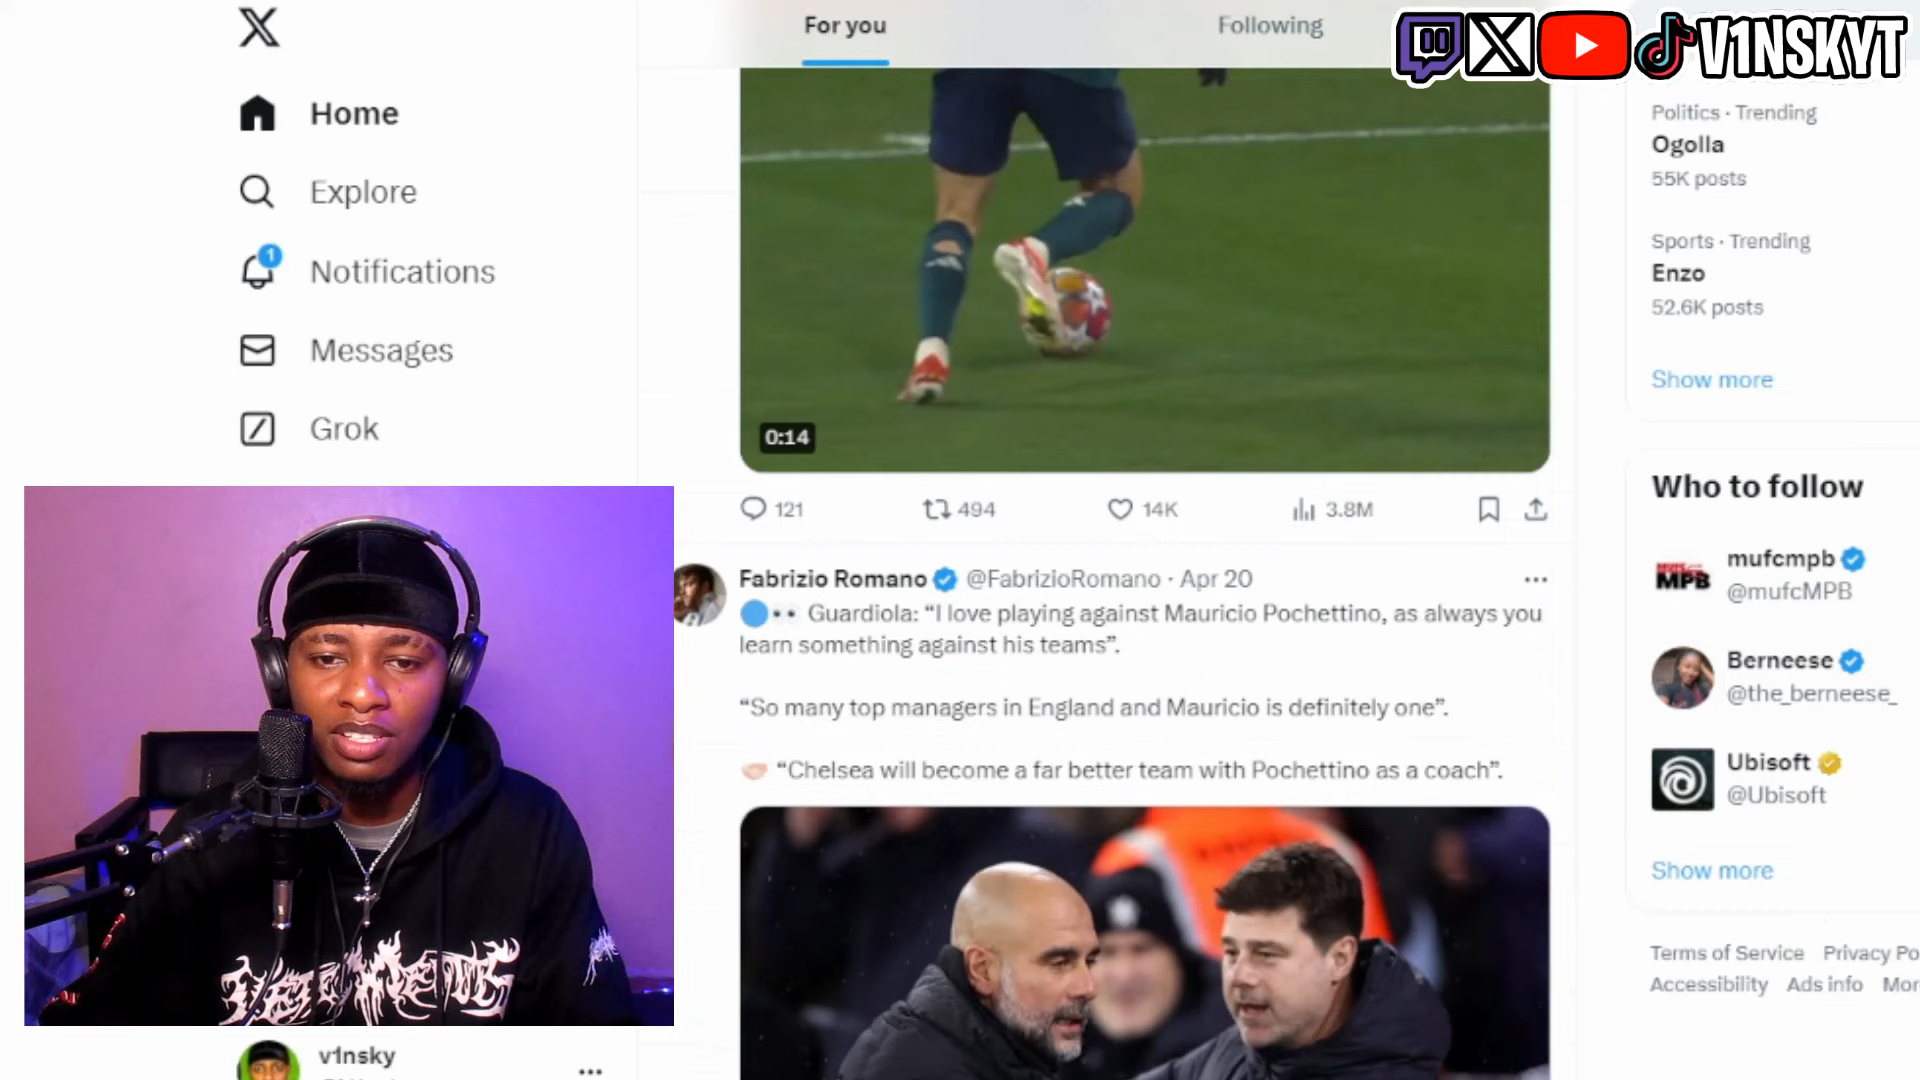 For you
Following
V1NSKYT
Home
Explore
Notifications
1
Messages
Grok
0:14
121
494
14K
3.8M
Politics · Trending
Ogolla
55K posts
Sports · Trending
Enzo
52.6K posts
Show more
Fabrizio Romano @FabrizioRomano · Apr 20
Guardiola: “I love playing against Mauricio Pochettino, as always you
learn something against his teams”.
“So many top managers in England and Mauricio is definitely one”.
“Chelsea will become a far better team with Pochettino as a coach”.
Who to follow
MPB
mufcmpb
@mufcMPB
Berneese
@the_berneese_
Ubisoft
@Ubisoft
Show more
Terms of Service Privacy Po
Accessibility Ads info Mor
v1nsky